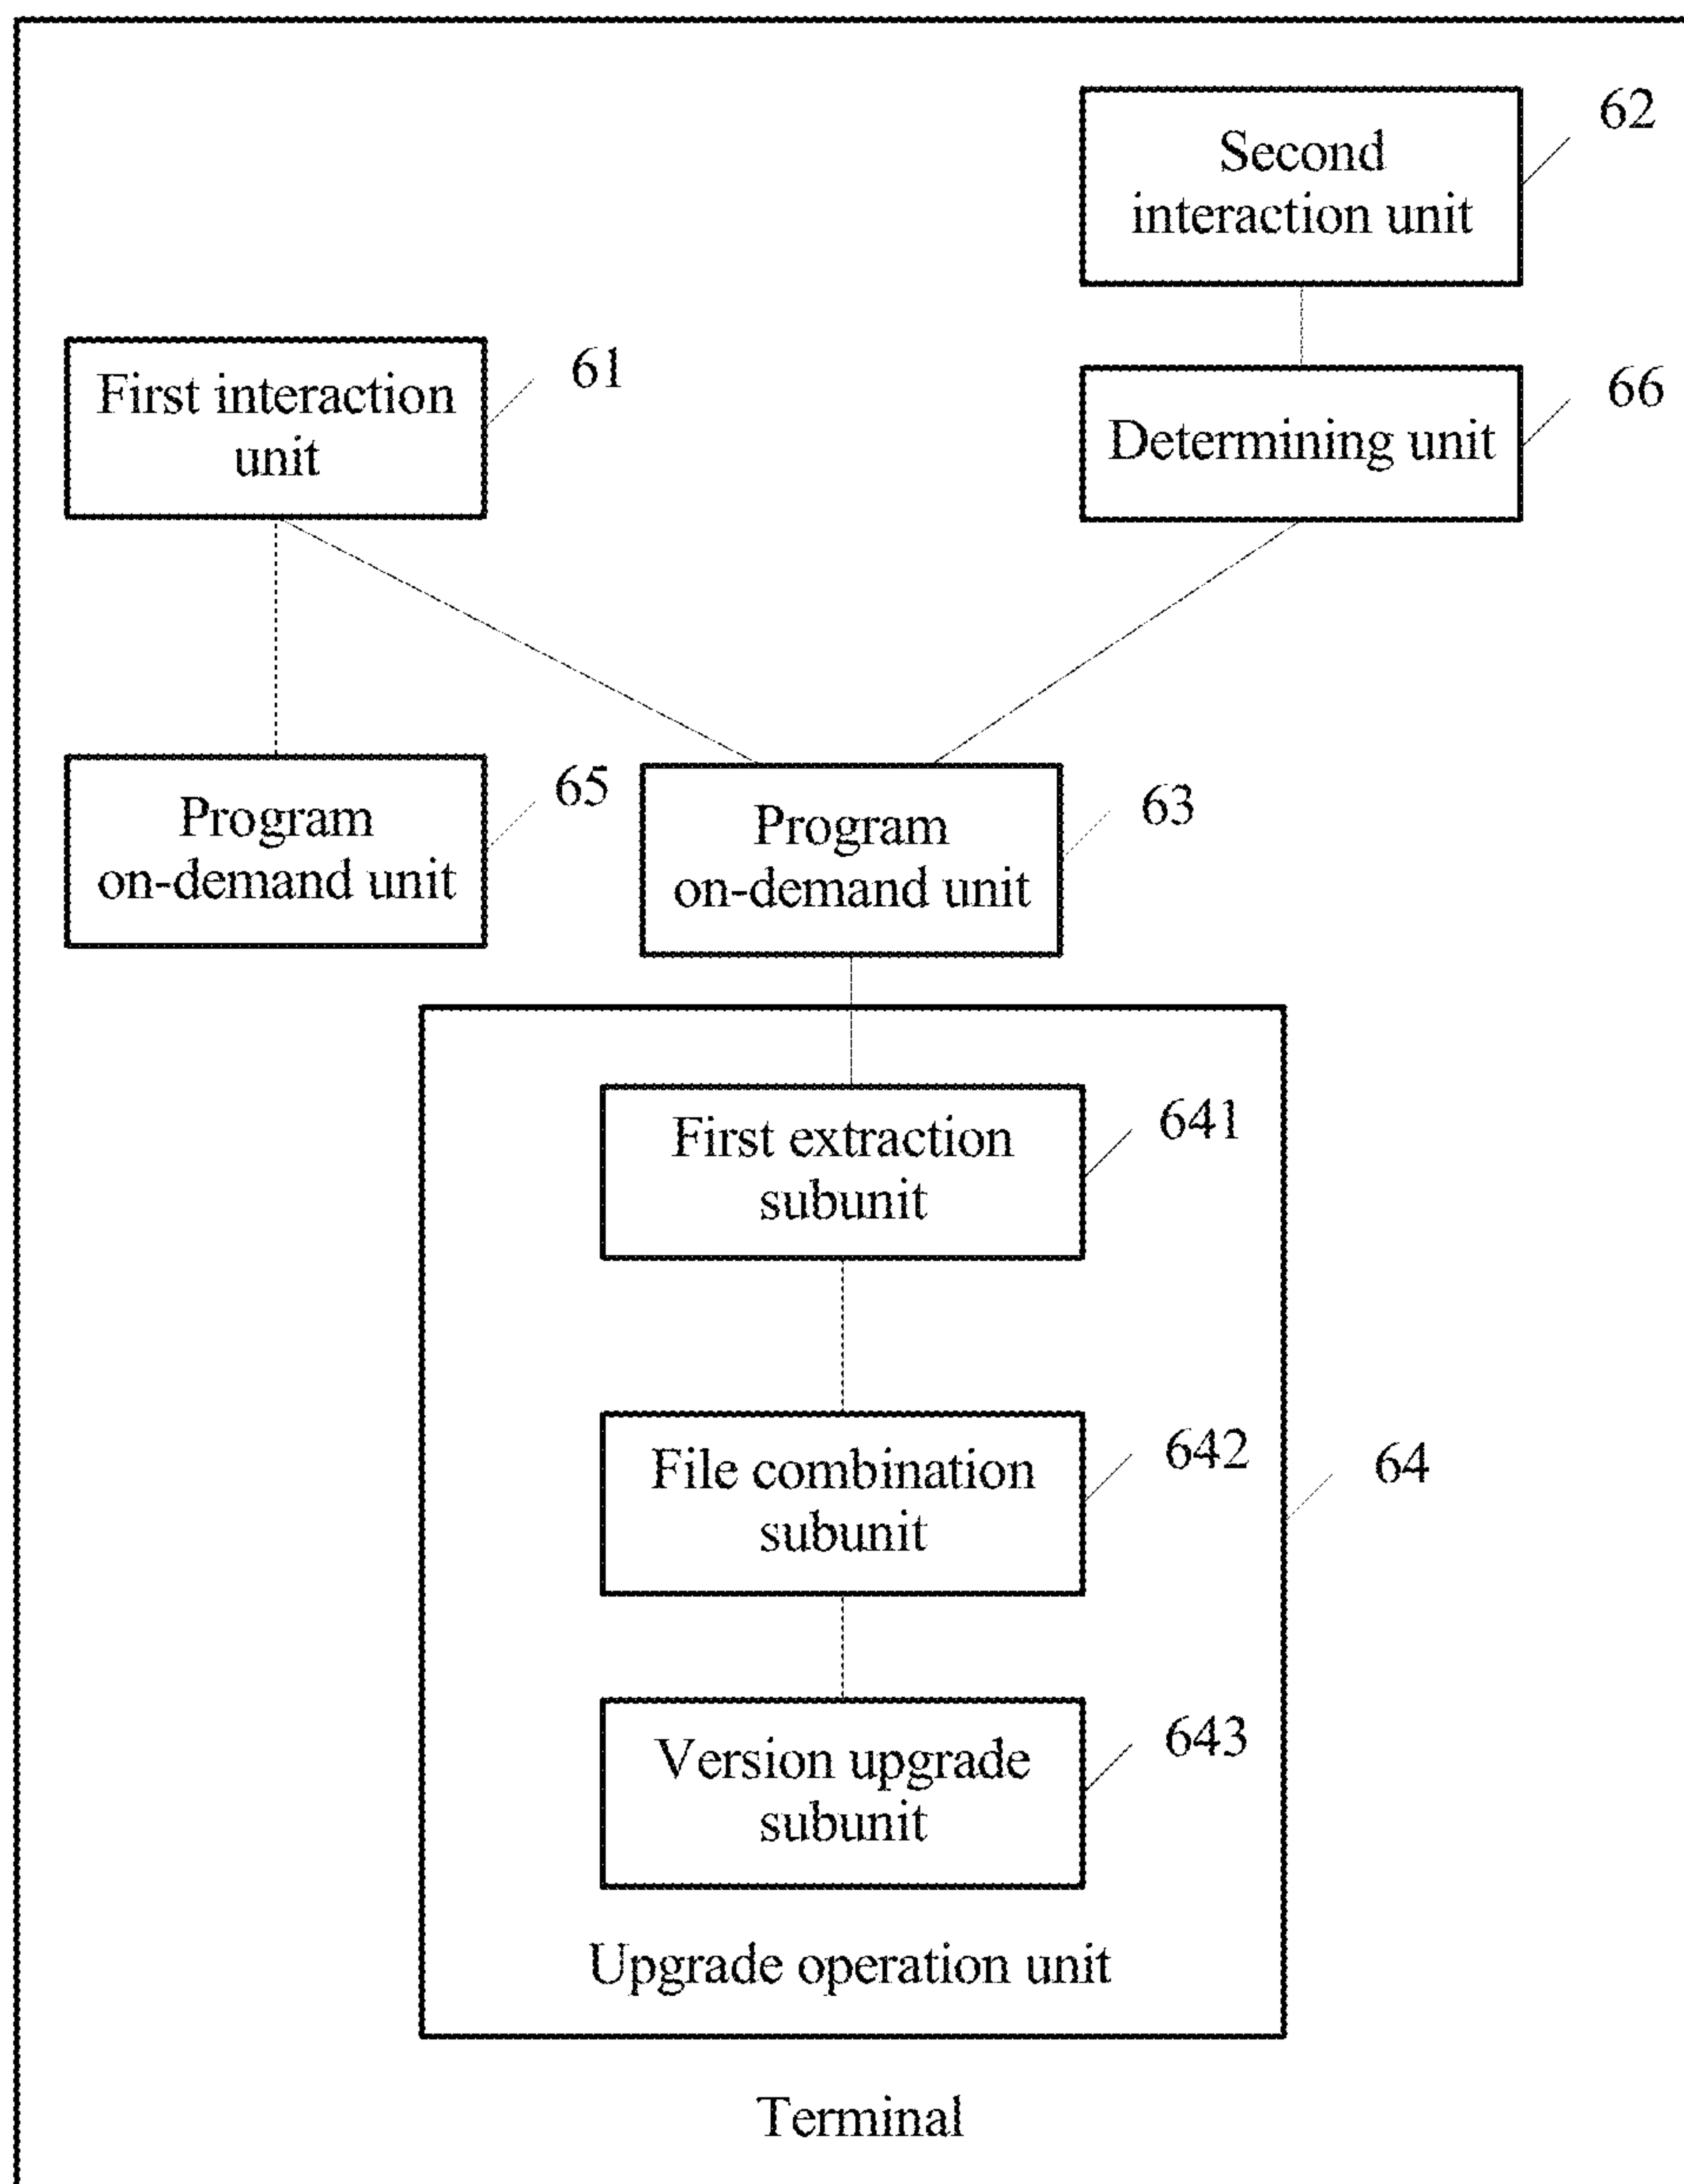 62
Second
interaction unit
61
First interaction
unit
66
Determining unit
65
Program
on-demand unit
63
Program
on-demand unit
641
First extraction
subunit
642
File combination
subunit
64
643
Version upgrade
subunit
Upgrade operation unit
Terminal